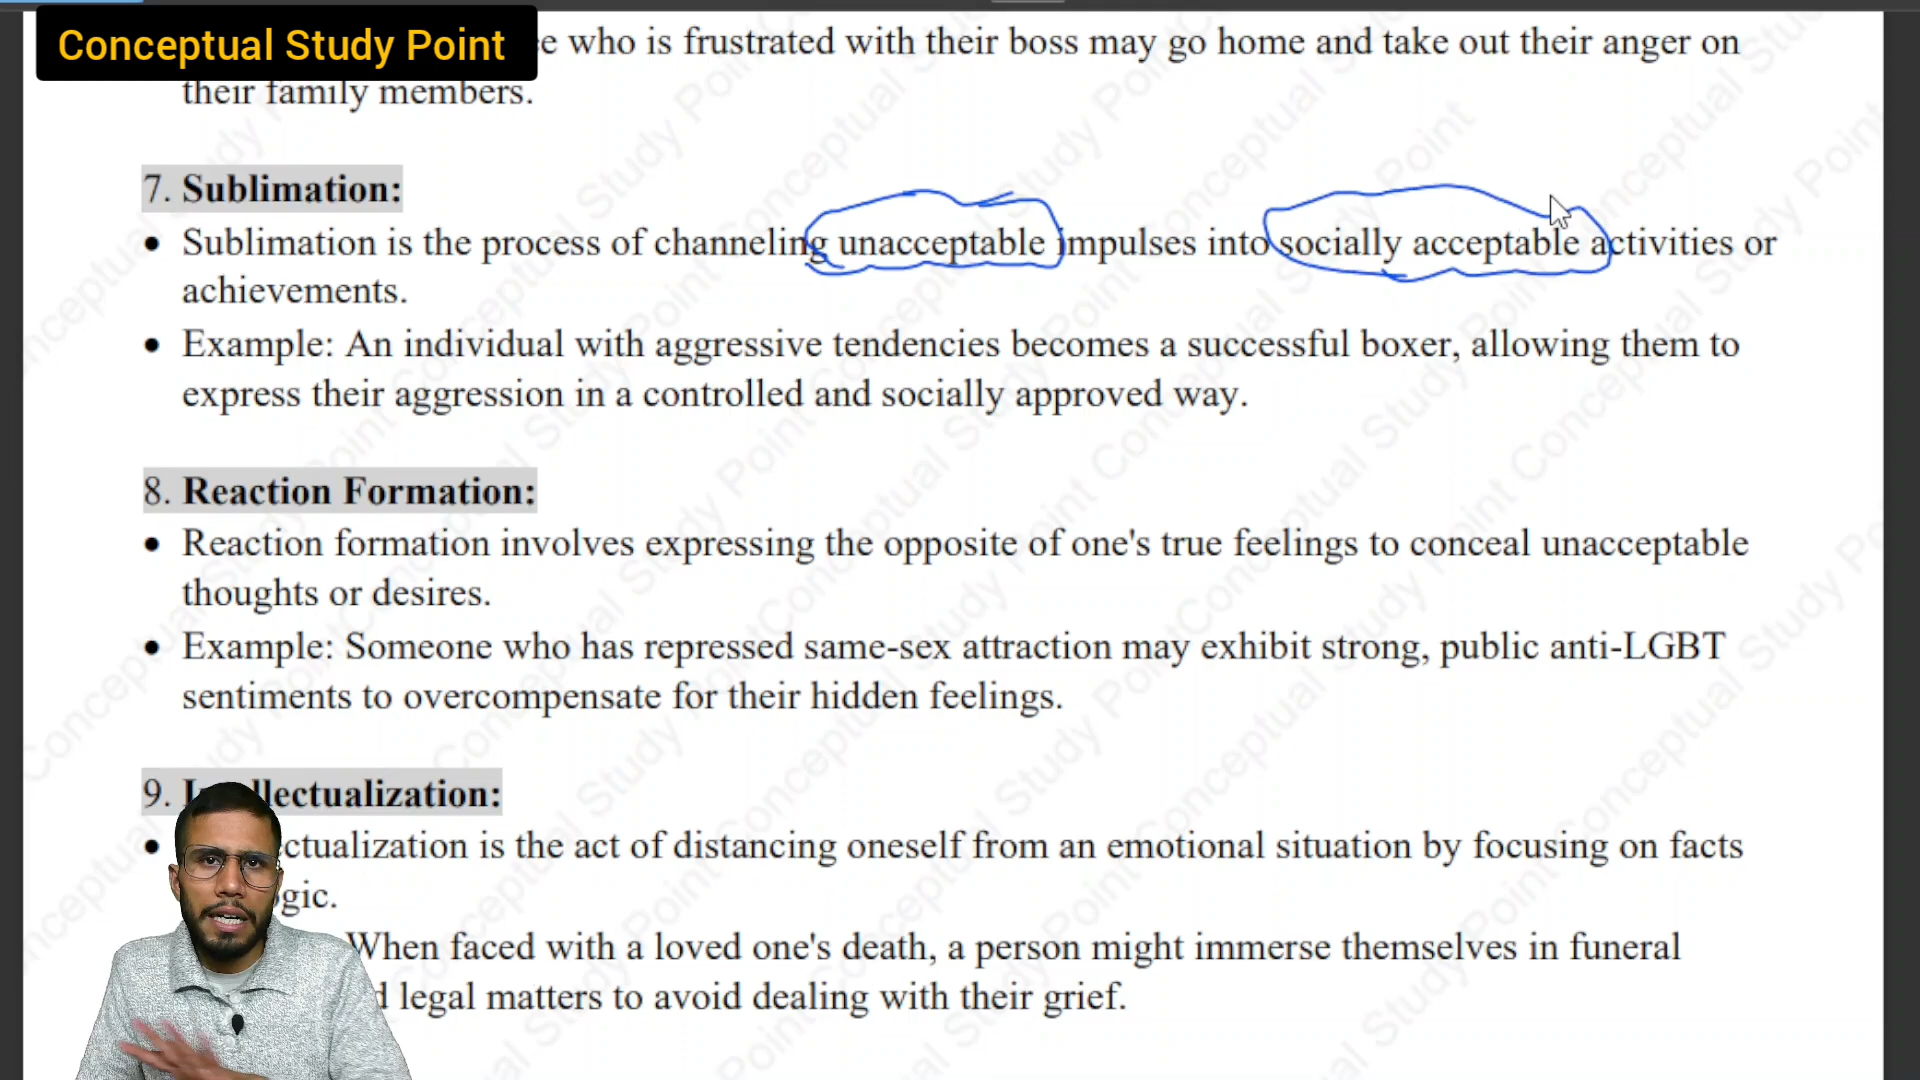 Conceptual Study Point
e who is frustrated with their boss may go home and take out their anger on
their family members.
7. Sublimation:
• Sublimation is the process of channeling unacceptable impulses into socially acceptable activities or
achievements.
• Example: An individual with aggressive tendencies becomes a successful boxer, allowing them to
express their aggression in a controlled and socially approved way.
8. Reaction Formation:
• Reaction formation involves expressing the opposite of one's true feelings to conceal unacceptable
thoughts or desires.
• Example: Someone who has repressed same-sex attraction may exhibit strong, public anti-LGBT
sentiments to overcompensate for their hidden feelings.
9. I llectualization:
• ectualization is the act of distancing oneself from an emotional situation by focusing on facts
gic.
When faced with a loved one's death, a person might immerse themselves in funeral
d legal matters to avoid dealing with their grief.